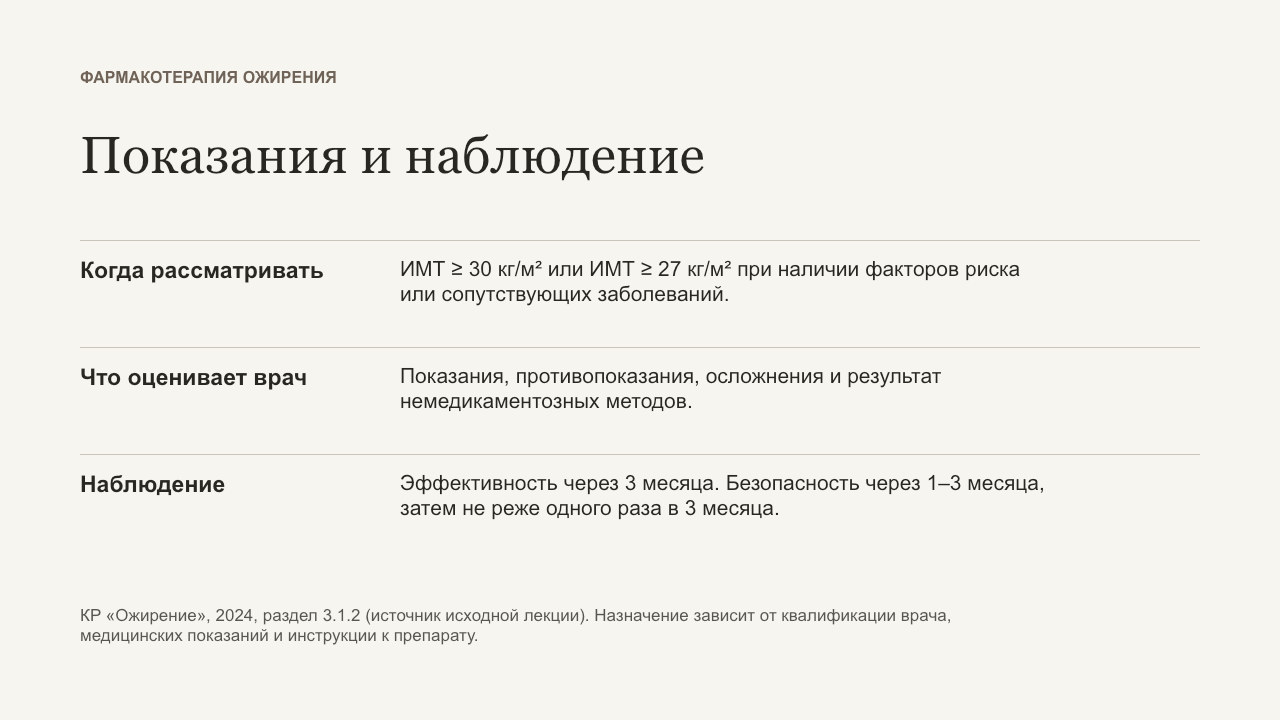 ФАРМАКОТЕРАПИЯ ОЖИРЕНИЯ
Показания и наблюдение
Когда рассматривать
ИМТ ≥ 30 кг/м² или ИМТ ≥ 27 кг/м² при наличии факторов риска
или сопутствующих заболеваний.
Что оценивает врач
Показания, противопоказания, осложнения и результат
немедикаментозных методов.
Наблюдение
Эффективность через 3 месяца. Безопасность через 1–3 месяца,
затем не реже одного раза в 3 месяца.
КР «Ожирение», 2024, раздел 3.1.2 (источник исходной лекции). Назначение зависит от квалификации врача,
медицинских показаний и инструкции к препарату.